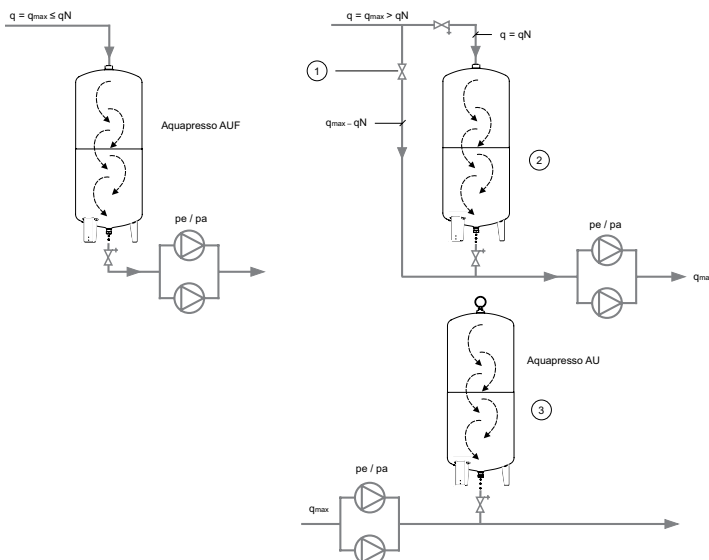 q = qmax ≤ qN
Aquapresso AUF
pe / pa
q = qmax > qN
q = qN
1
qmax – qN
2
pe / pa
qma
Aquapresso AU
3
pe / pa
qmax